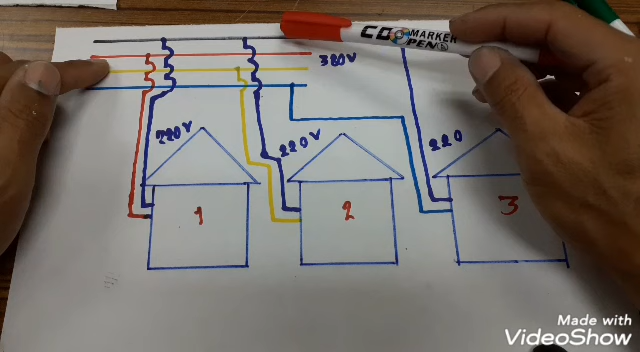 CO MARKER
PEN
380V
220V
220V
220
1
2
3
Made with
VideoShow